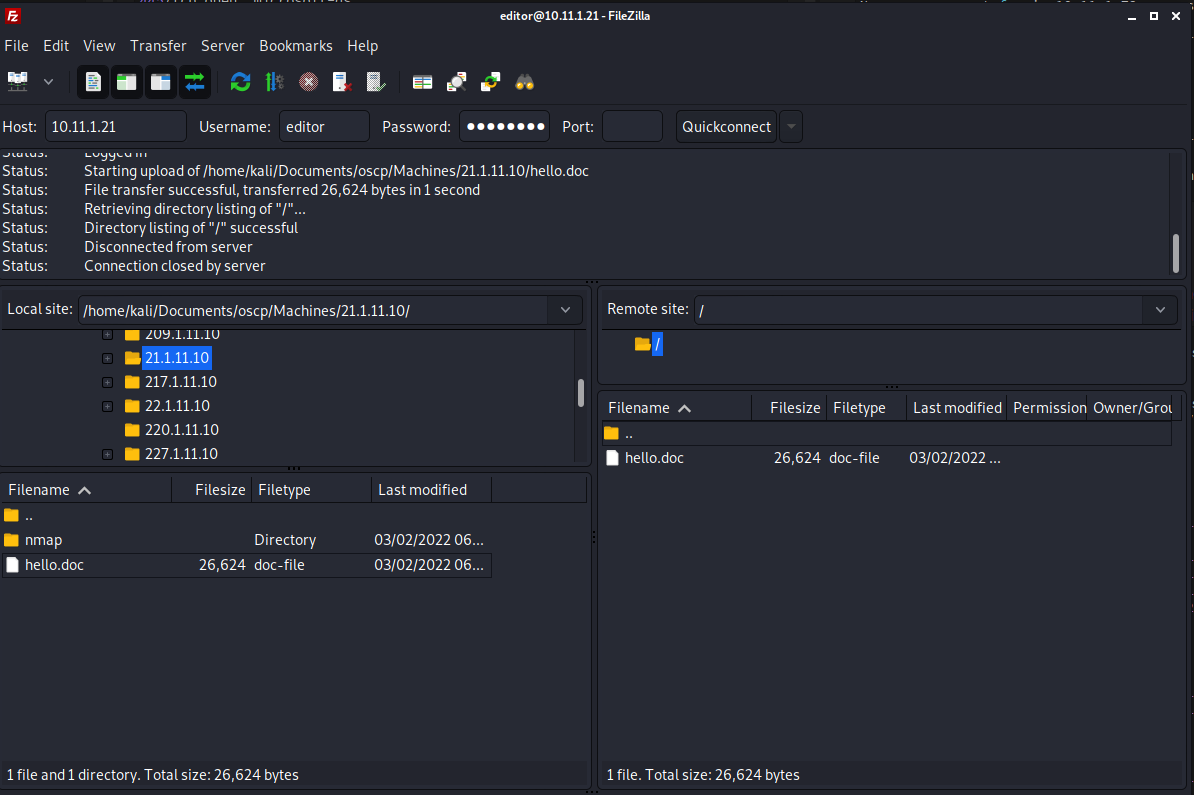 editor@10.11.1.21 - FileZilla
File Edit View Transfer Server Bookmarks Help
Host: 10.11.1.21 Username: editor Password: ●●●●●●●● Port: Quickconnect
Status: Logged in
Status: Starting upload of /home/kali/Documents/oscp/Machines/21.1.11.10/hello.doc
Status: File transfer successful, transferred 26,624 bytes in 1 second
Status: Retrieving directory listing of "/"...
Status: Directory listing of "/" successful
Status: Disconnected from server
Status: Connection closed by server
Local site: /home/kali/Documents/oscp/Machines/21.1.11.10/
209.1.11.10
21.1.11.10
217.1.11.10
22.1.11.10
220.1.11.10
227.1.11.10
Filename Filesize Filetype Last modified
..
nmap Directory 03/02/2022 06...
hello.doc 26,624 doc-file 03/02/2022 06...
1 file and 1 directory. Total size: 26,624 bytes
Remote site: /
/
Filename Filesize Filetype Last modified Permission Owner/Grou
..
hello.doc 26,624 doc-file 03/02/2022 ...
1 file. Total size: 26,624 bytes